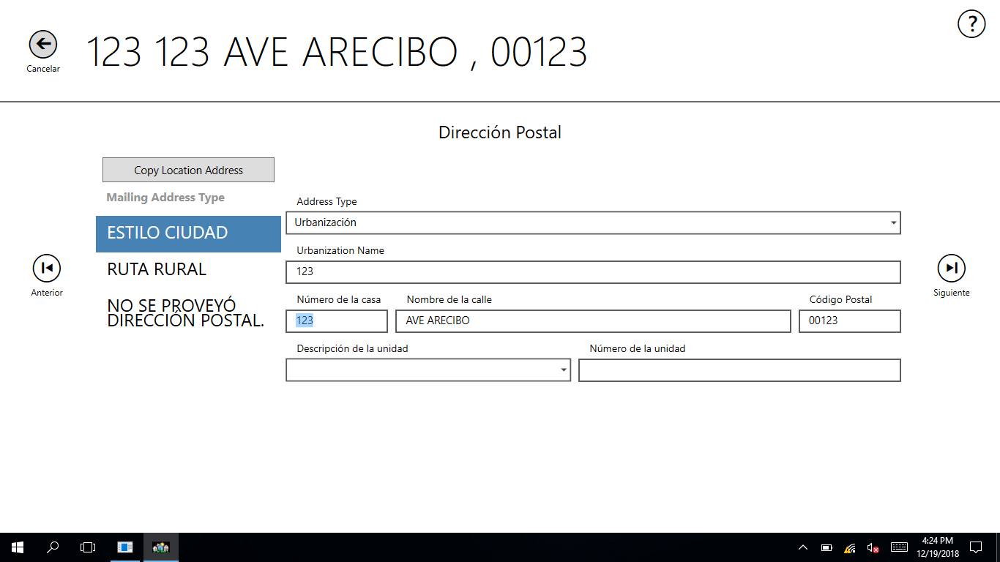 ?
Cancelar
123 123 AVE ARECIBO , 00123
Dirección Postal
Copy Location Address
Mailing Address Type
ESTILO CIUDAD
RUTA RURAL
NO SE PROVEYÓ
DIRECCIÓN POSTAL.
Address Type
Urbanización
Urbanization Name
123
Número de la casa Nombre de la calle Código Postal
123 AVE ARECIBO 00123
Descripción de la unidad Número de la unidad
Anterior
Siguiente
4:24 PM
12/19/2018